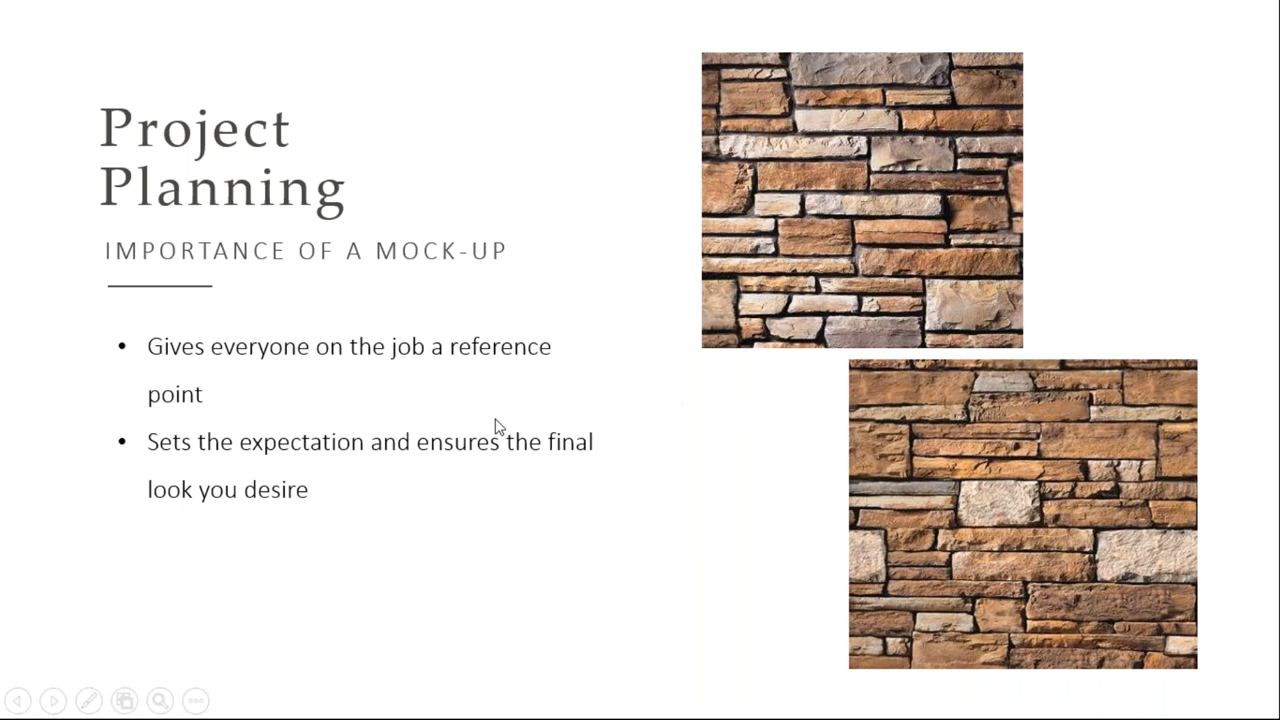 Project
Planning
IMPORTANCE OF A MOCK-UP
• Gives everyone on the job a reference
point
• Sets the expectation and ensures the final
look you desire